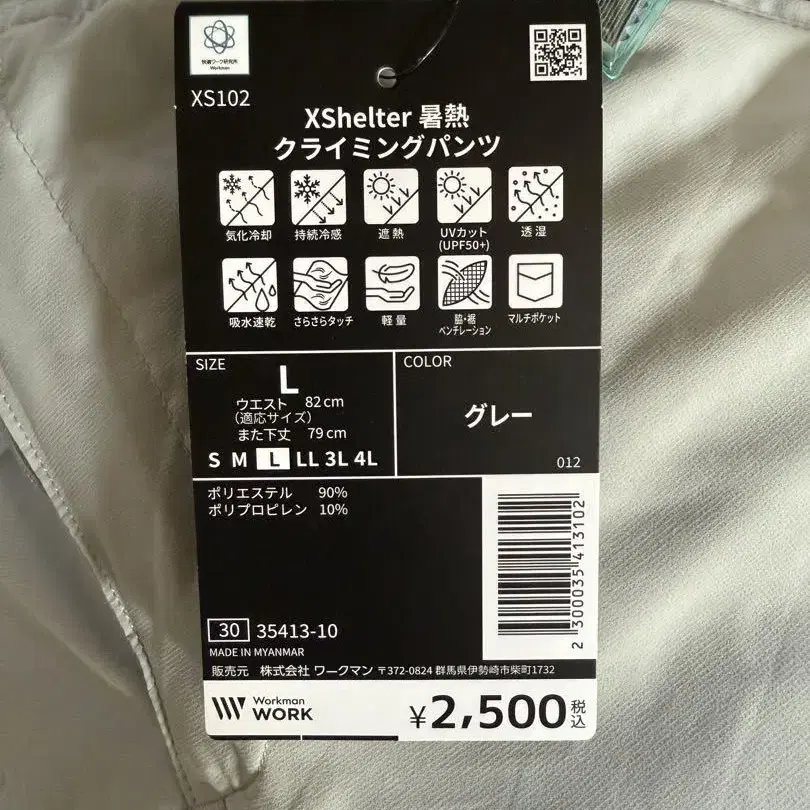 快適ワーク研究所
Workman
XS102
XShelter 暑熱
クライミングパンツ
気化冷却
持続冷感
遮熱
UVカット
(UPF50+)
透湿
吸水速乾
さらさらタッチ
軽量
脇・裾
ベンチレーション
マルチポケット
SIZE
L
ウエスト 82cm
(適応サイズ)
また下丈 79cm
S M L LL 3L 4L
COLOR
グレー
012
ポリエステル 90%
ポリプロピレン 10%
2 300035 413102
30 35413-10
MADE IN MYANMAR
販売元 株式会社 ワークマン 〒372-0824 群馬県伊勢崎市柴町1732
Workman
WORK
¥2,500税込